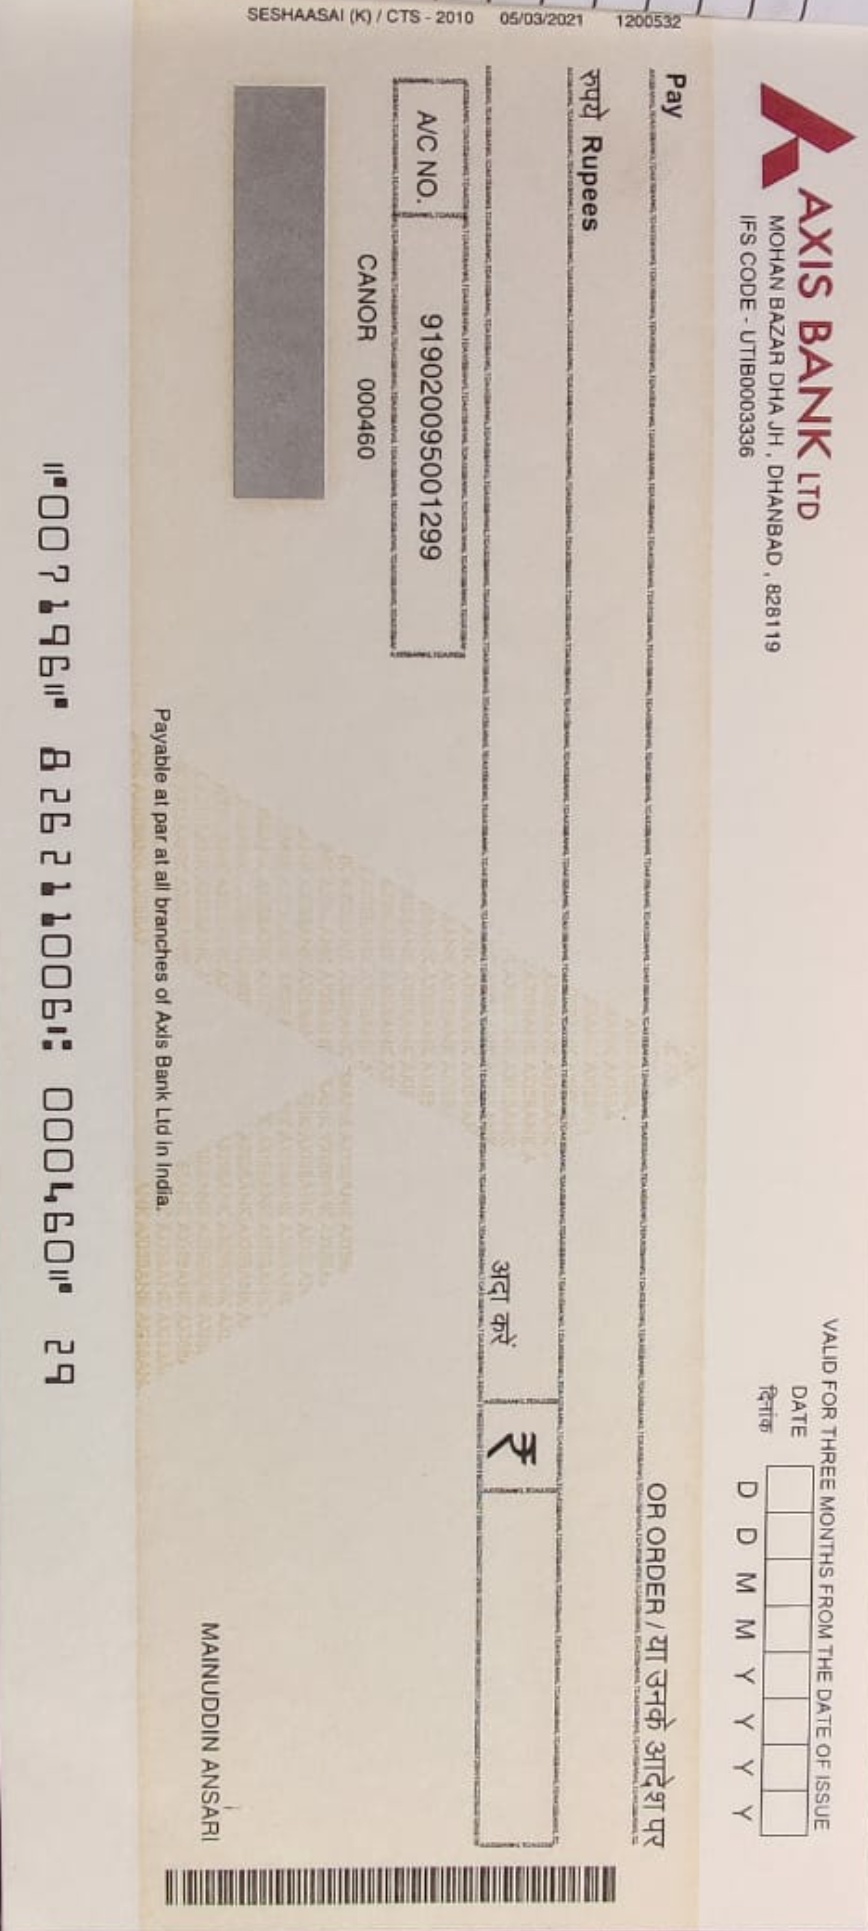 AXIS BANK LTD
MOHAN BAZAR DHA JH , DHANBAD , 828119
IFS CODE - UTIB0003336
VALID FOR THREE MONTHS FROM THE DATE OF ISSUE
DATE
दिनांक
D D M M Y Y Y Y
Pay
OR ORDER / या उनके आदेश पर
रुपये Rupees
अदा करें
₹
A/C NO.
919020095001299
CANOR 000460
MAINUDDIN ANSARI
Payable at par at all branches of Axis Bank Ltd in India.
⑈007196⑈ 826211006⑆ 000460⑈ 29
SESHAASAI (K) / CTS - 2010 05/03/2021 1200532